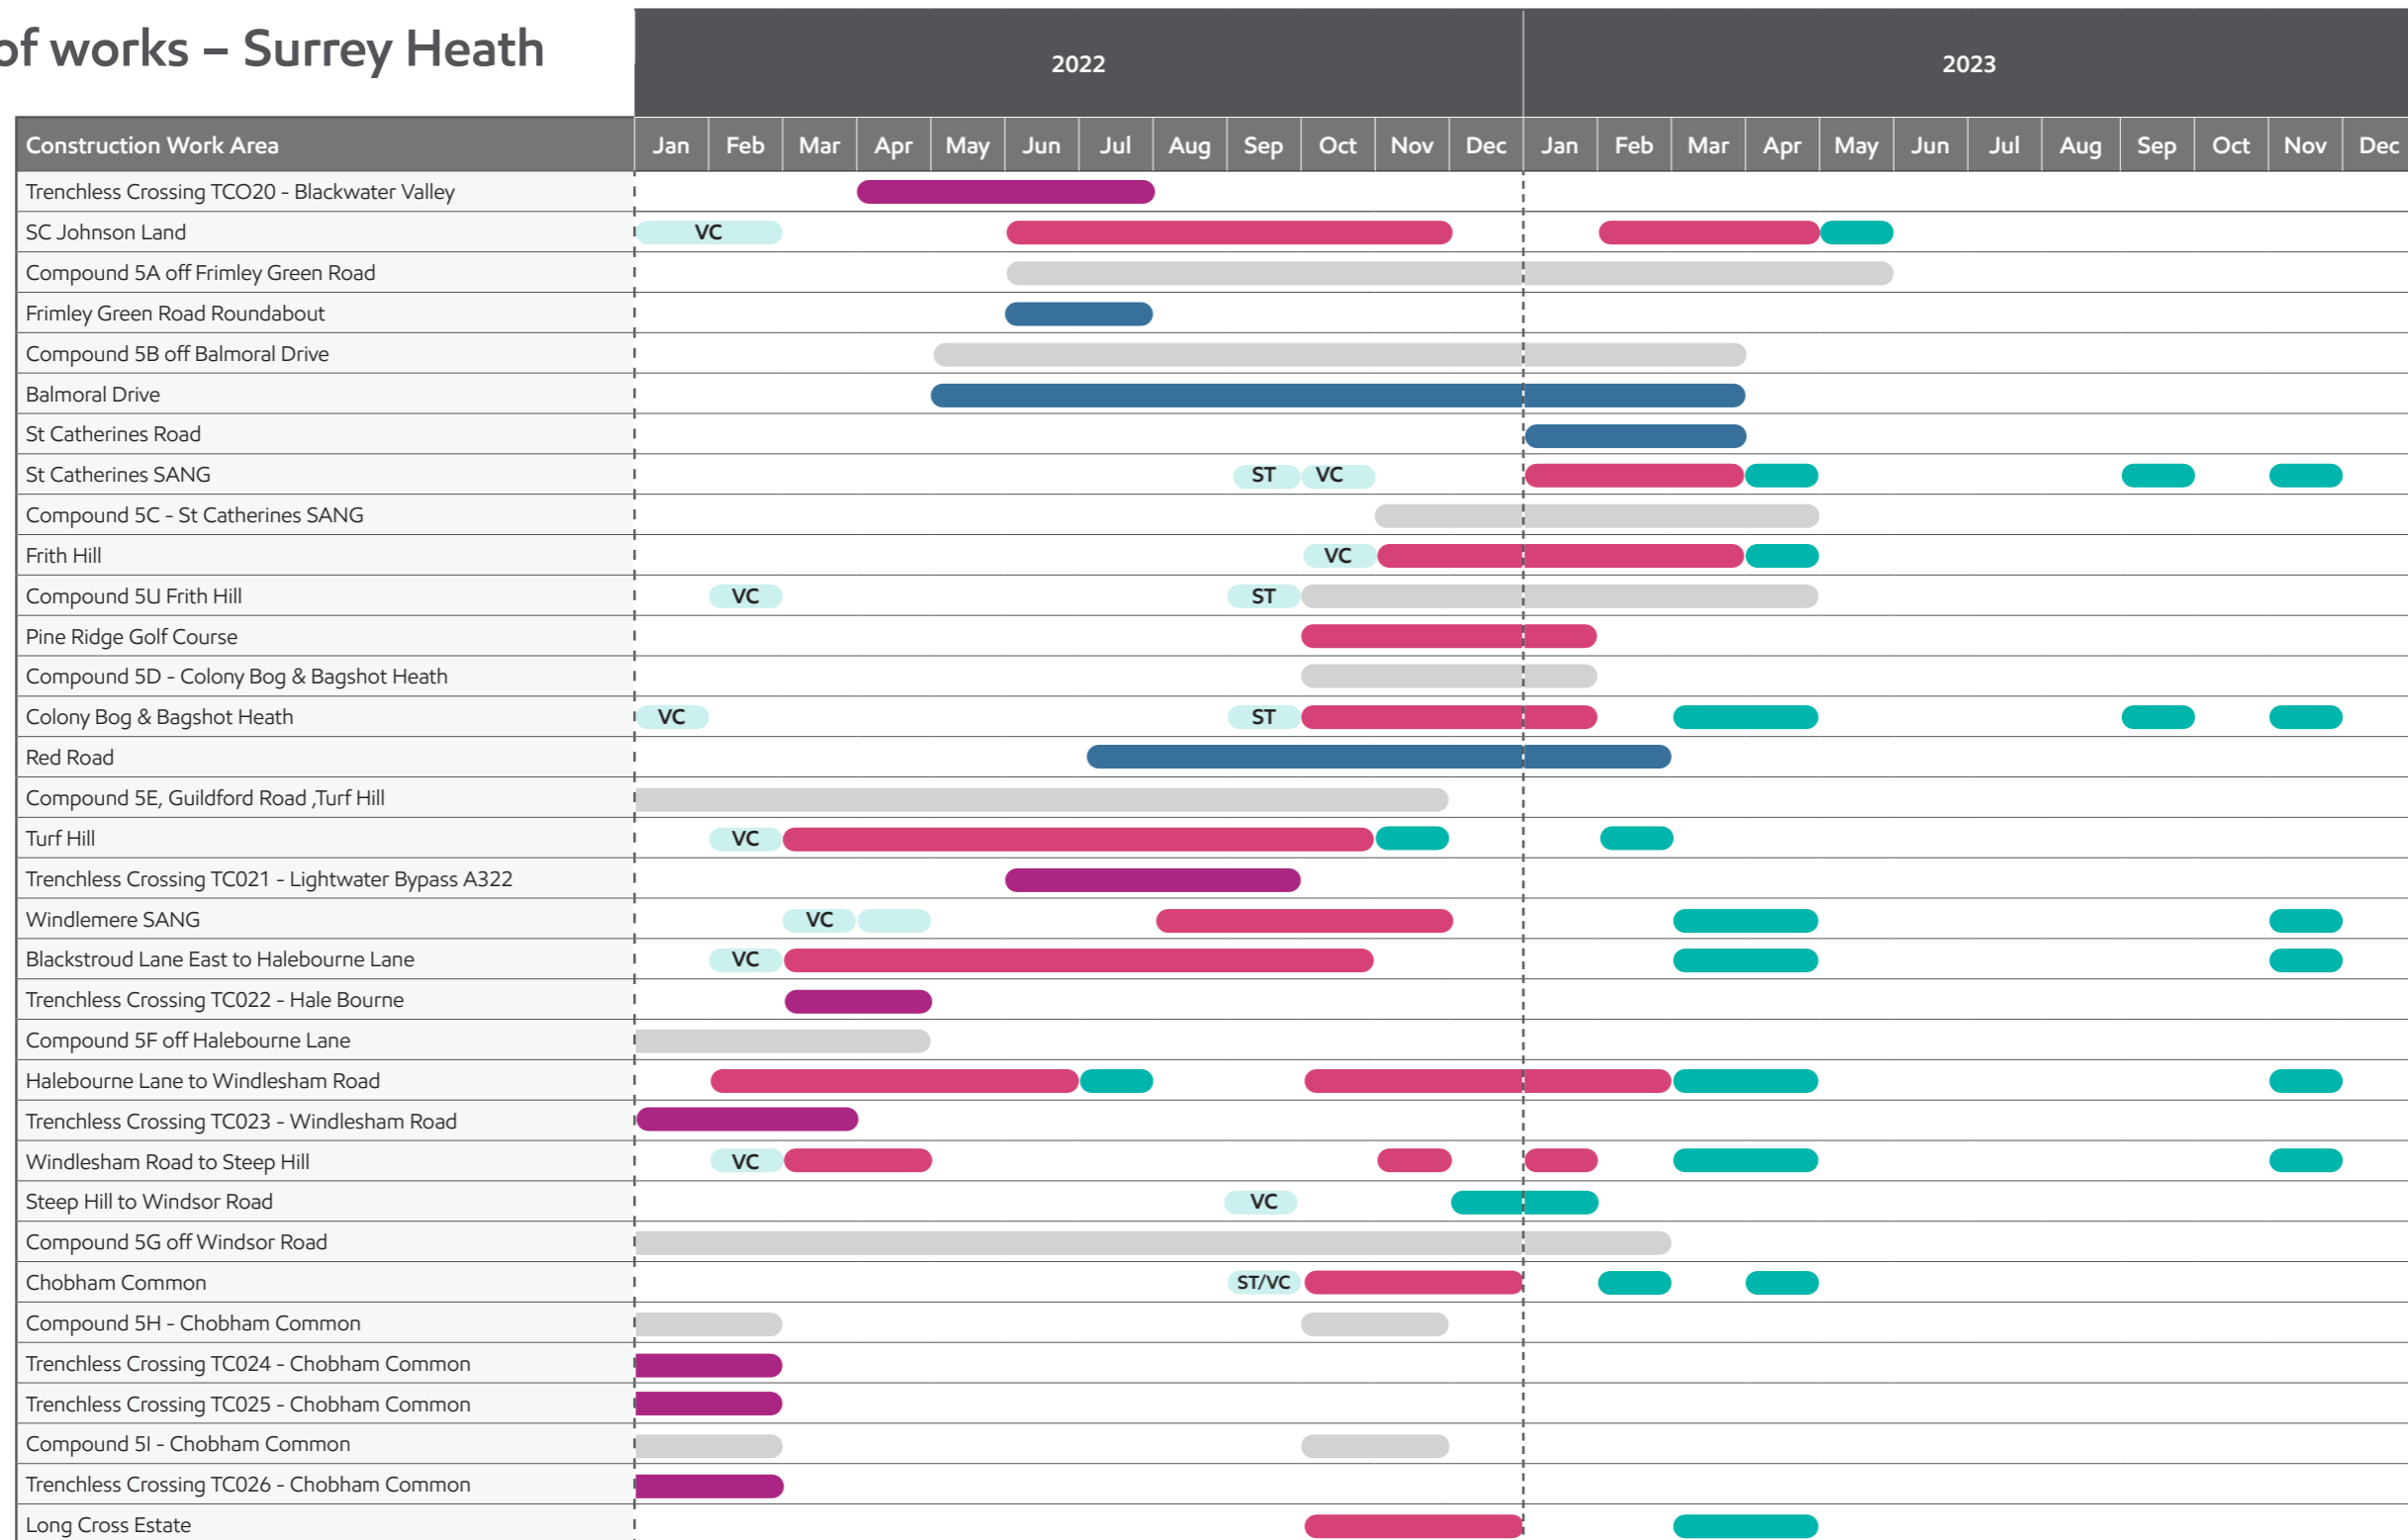 of works – Surrey Heath
2022 2023
Construction Work Area Jan Feb Mar Apr May Jun Jul Aug Sep Oct Nov Dec Jan Feb Mar Apr May Jun Jul Aug Sep Oct Nov Dec
Trenchless Crossing TCO20 - Blackwater Valley
SC Johnson Land VC
Compound 5A off Frimley Green Road
Frimley Green Road Roundabout
Compound 5B off Balmoral Drive
Balmoral Drive
St Catherines Road
St Catherines SANG ST VC
Compound 5C - St Catherines SANG
Frith Hill VC
Compound 5U Frith Hill VC ST
Pine Ridge Golf Course
Compound 5D - Colony Bog & Bagshot Heath
Colony Bog & Bagshot Heath VC ST
Red Road
Compound 5E, Guildford Road ,Turf Hill
Turf Hill VC
Trenchless Crossing TC021 - Lightwater Bypass A322
Windlemere SANG VC
Blackstroud Lane East to Halebourne Lane VC
Trenchless Crossing TC022 - Hale Bourne
Compound 5F off Halebourne Lane
Halebourne Lane to Windlesham Road
Trenchless Crossing TC023 - Windlesham Road
Windlesham Road to Steep Hill VC
Steep Hill to Windsor Road VC
Compound 5G off Windsor Road
Chobham Common ST/VC
Compound 5H - Chobham Common
Trenchless Crossing TC024 - Chobham Common
Trenchless Crossing TC025 - Chobham Common
Compound 5I - Chobham Common
Trenchless Crossing TC026 - Chobham Common
Long Cross Estate